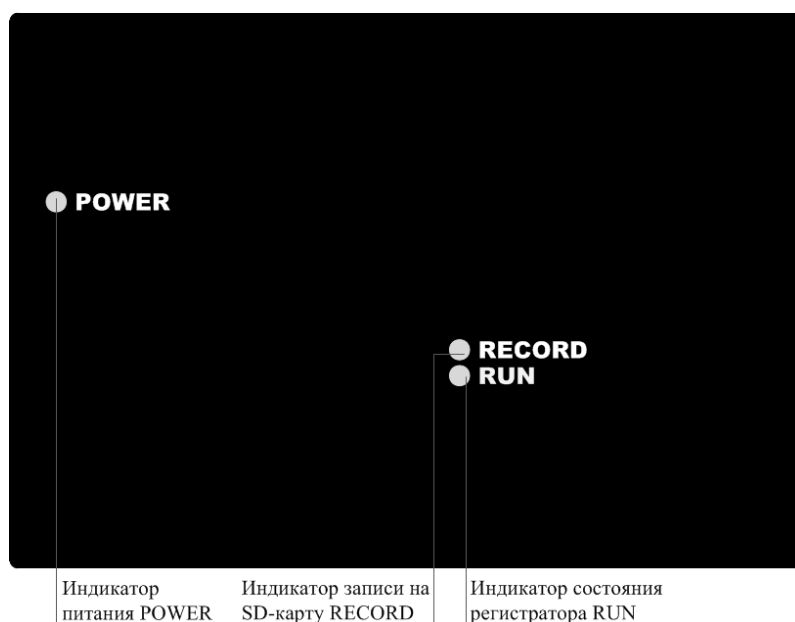 POWER
RECORD
RUN
Индикатор
питания POWER
Индикатор записи на
SD-карту RECORD
Индикатор состояния
регистратора RUN